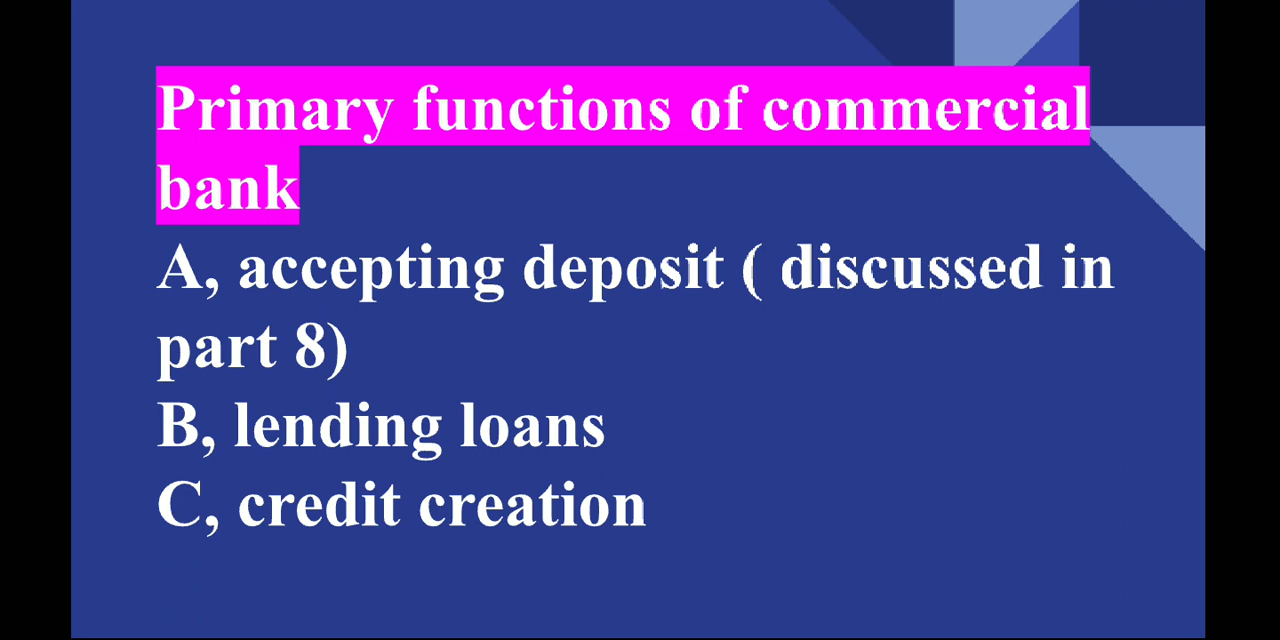 Primary functions of commercial
bank
A, accepting deposit ( discussed in
part 8)
B, lending loans
C, credit creation